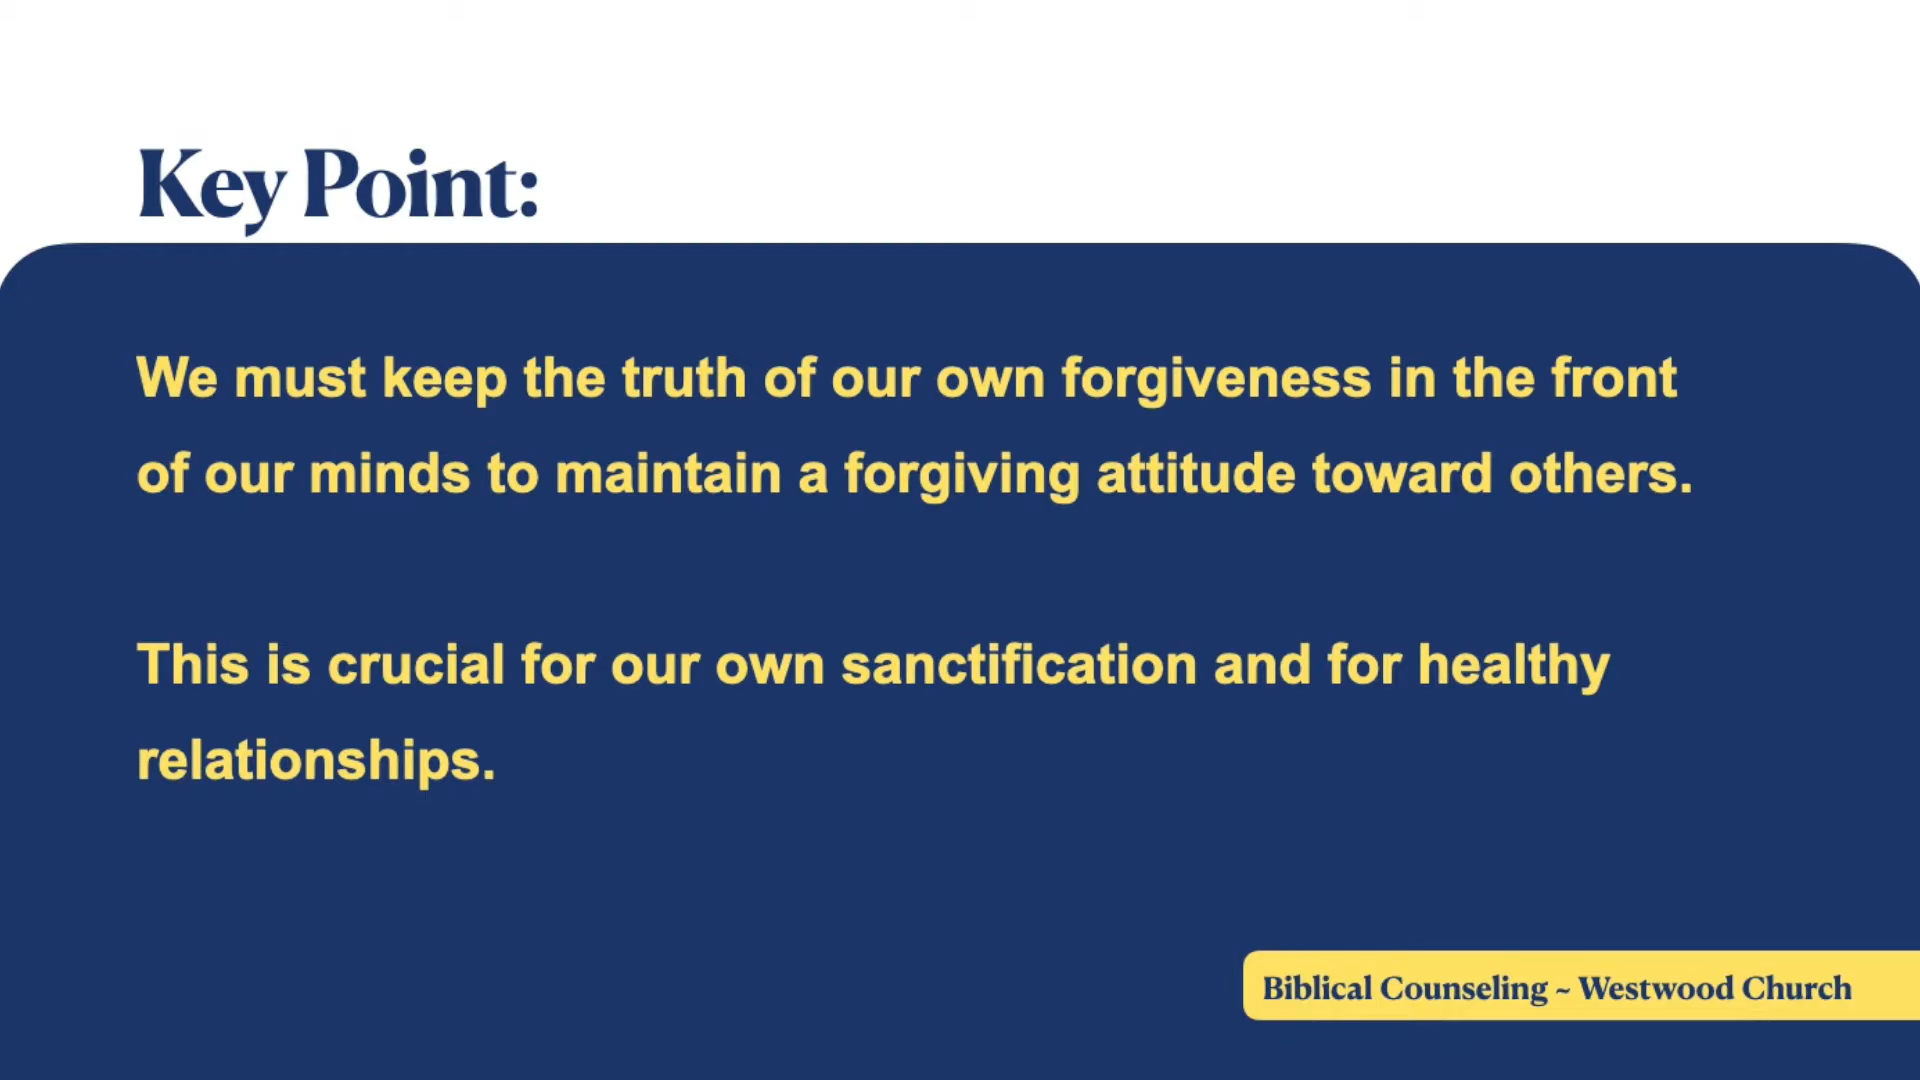 Key Point:
We must keep the truth of our own forgiveness in the front
of our minds to maintain a forgiving attitude toward others.
This is crucial for our own sanctification and for healthy
relationships.
Biblical Counseling ~ Westwood Church